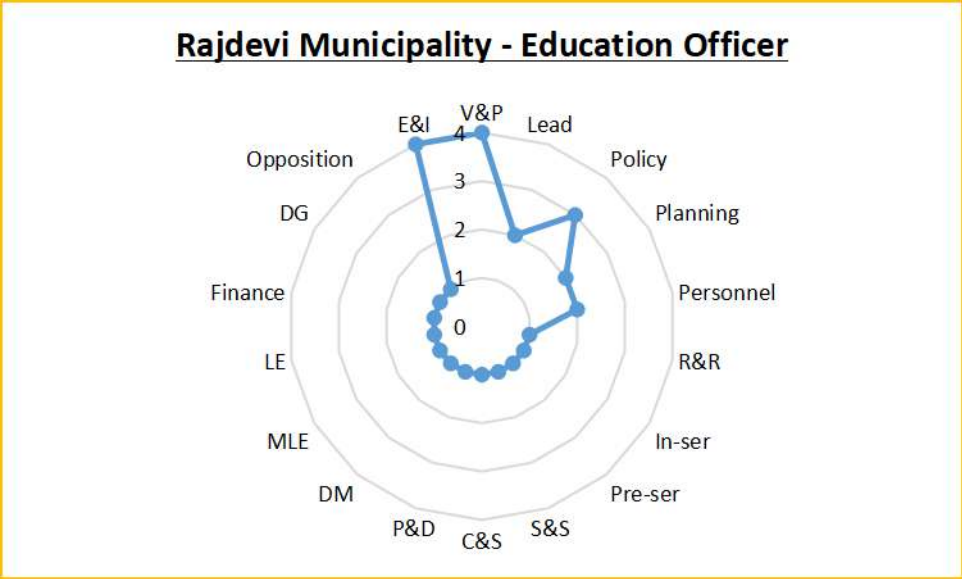 Rajdevi Municipality - Education Officer
V&P
Lead
Policy
Planning
Personnel
R&R
In-ser
Pre-ser
S&S
C&S
P&D
DM
MLE
LE
Finance
DG
Opposition
E&I
4
3
2
1
0